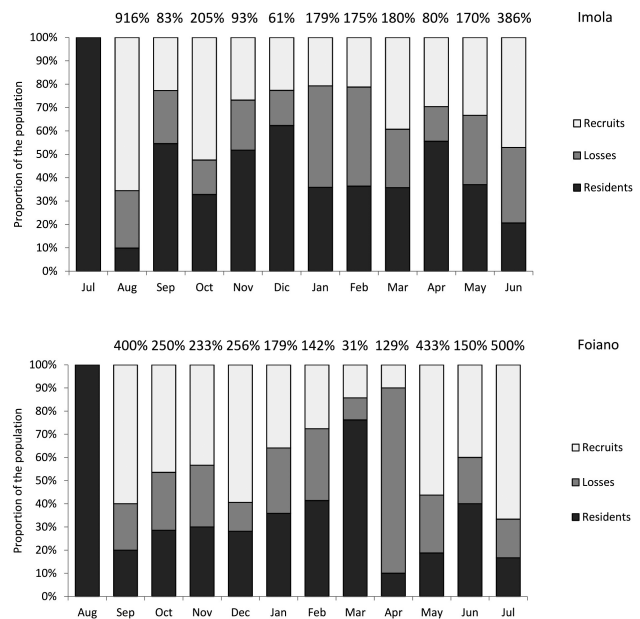 916% 83% 205% 93% 61% 179% 175% 180% 80% 170% 386% Imola
100%
90%
80%
70%
60%
50%
40%
30%
20%
10%
0%
Proportion of the population
Recruits
Losses
Residents
Jul Aug Sep Oct Nov Dic Jan Feb Mar Apr May Jun
400% 250% 233% 256% 179% 142% 31% 129% 433% 150% 500% Foiano
100%
90%
80%
70%
60%
50%
40%
30%
20%
10%
0%
Proportion of the population
Recruits
Losses
Residents
Aug Sep Oct Nov Dec Jan Feb Mar Apr May Jun Jul